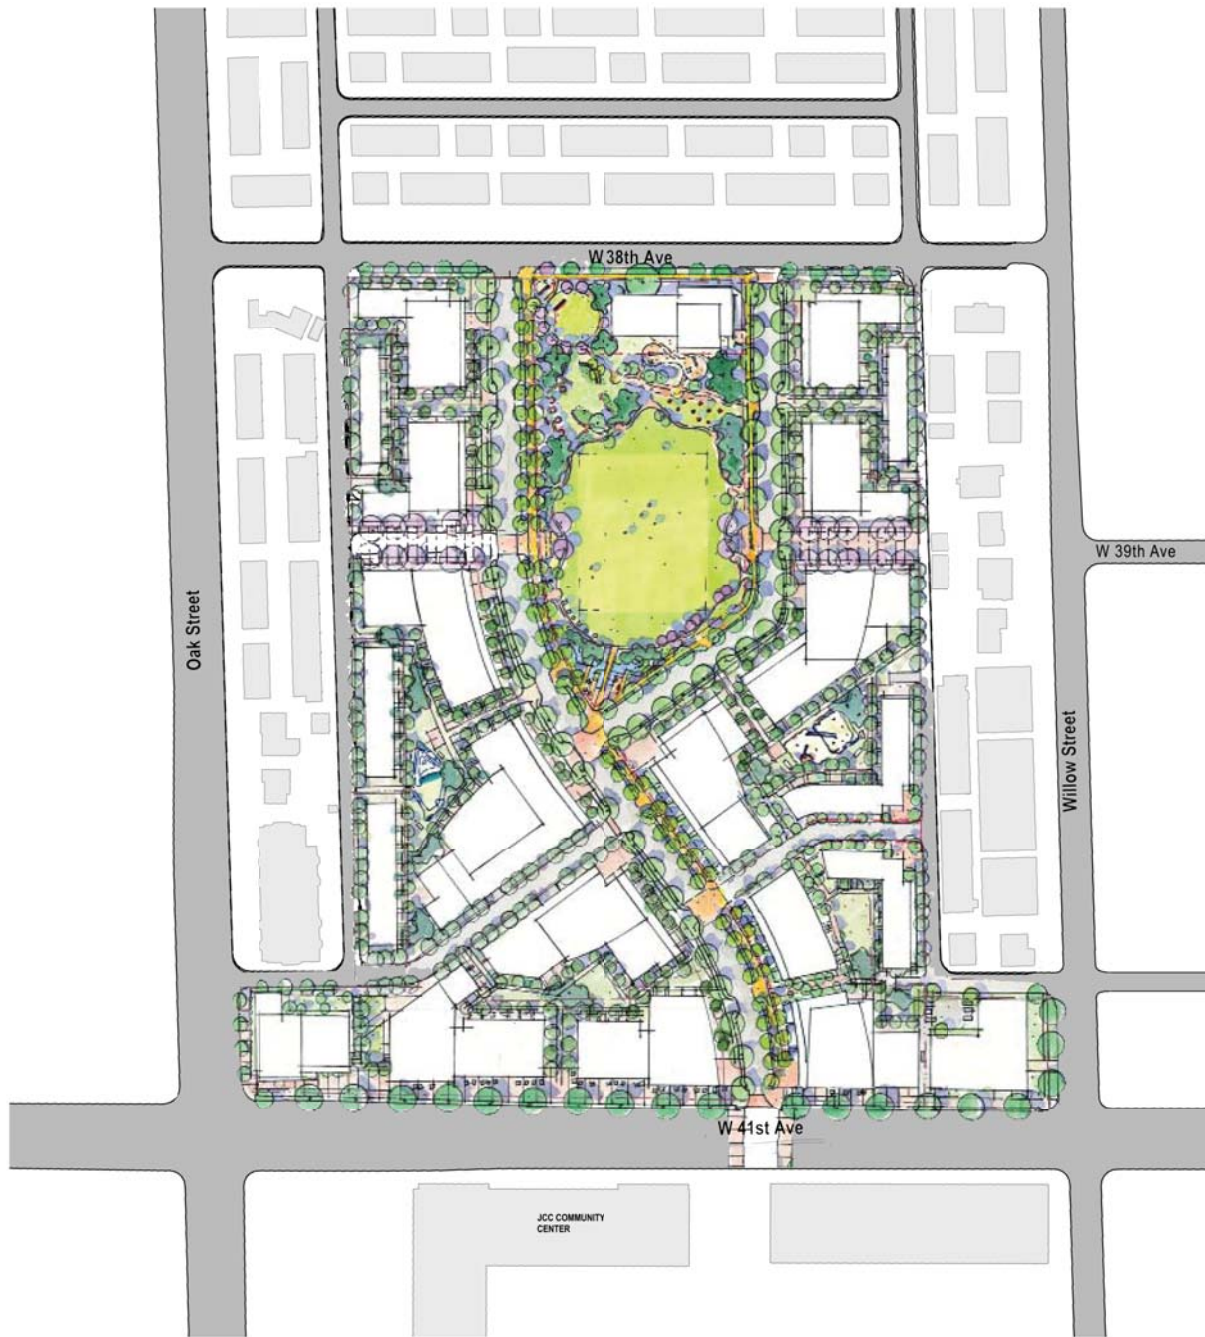 W 38th Ave
W 39th Ave
Oak Street
Willow Street
W 41st Ave
JCC COMMUNITY
CENTER